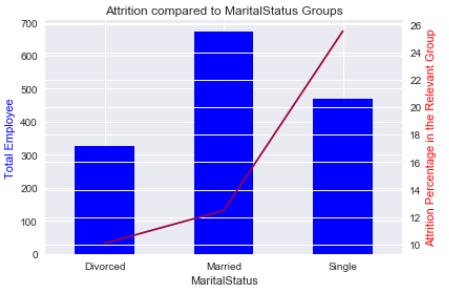 Attrition compared to MaritalStatus Groups
700
600
500
400
300
200
100
0
Total Employee
26
24
22
20
18
16
14
12
10
Attrition Percentage in the Relevant Group
Divorced
Married
Single
MaritalStatus